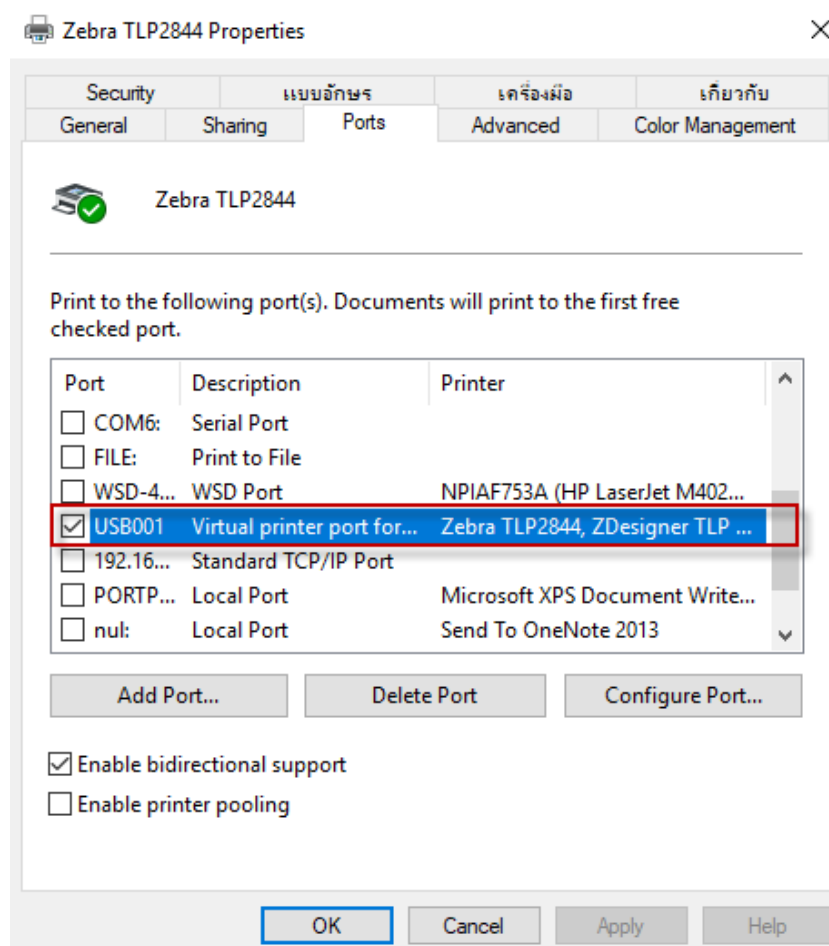 Zebra TLP2844 Properties
Security แบบอักษร เครื่องมือ เกี่ยวกับ
General Sharing Ports Advanced Color Management
Zebra TLP2844
Print to the following port(s). Documents will print to the first free
checked port.
Port Description Printer
COM6: Serial Port
FILE: Print to File
WSD-4... WSD Port NPIAF753A (HP LaserJet M402...
USB001 Virtual printer port for... Zebra TLP2844, ZDesigner TLP ...
192.16... Standard TCP/IP Port
PORTP... Local Port Microsoft XPS Document Write...
nul: Local Port Send To OneNote 2013
Add Port... Delete Port Configure Port...
Enable bidirectional support
Enable printer pooling
OK Cancel Apply Help